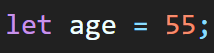 let age = 55;